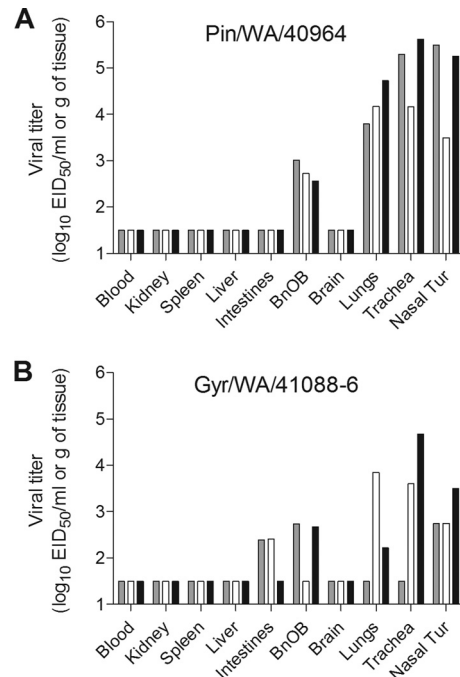 A
Pin/WA/40964
Viral titer
(log10 EID50/ml or g of tissue)
6
5
4
3
2
1
Blood
Kidney
Spleen
Liver
Intestines
BnOB
Brain
Lungs
Trachea
Nasal Tur
B
Gyr/WA/41088-6
Viral titer
(log10 EID50/ml or g of tissue)
6
5
4
3
2
1
Blood
Kidney
Spleen
Liver
Intestines
BnOB
Brain
Lungs
Trachea
Nasal Tur